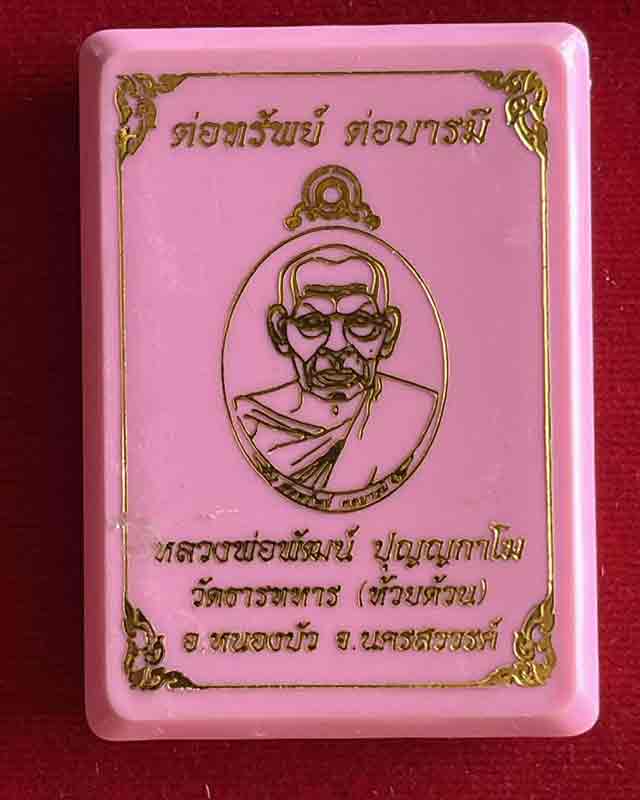 ต่อทรัพย์ ต่อบารมี
หลวงพ่อพัฒน์ ปุญญกาโม
วัดธารทหาร (ห้วยด้วน)
อ.หนองบัว จ.นครสวรรค์